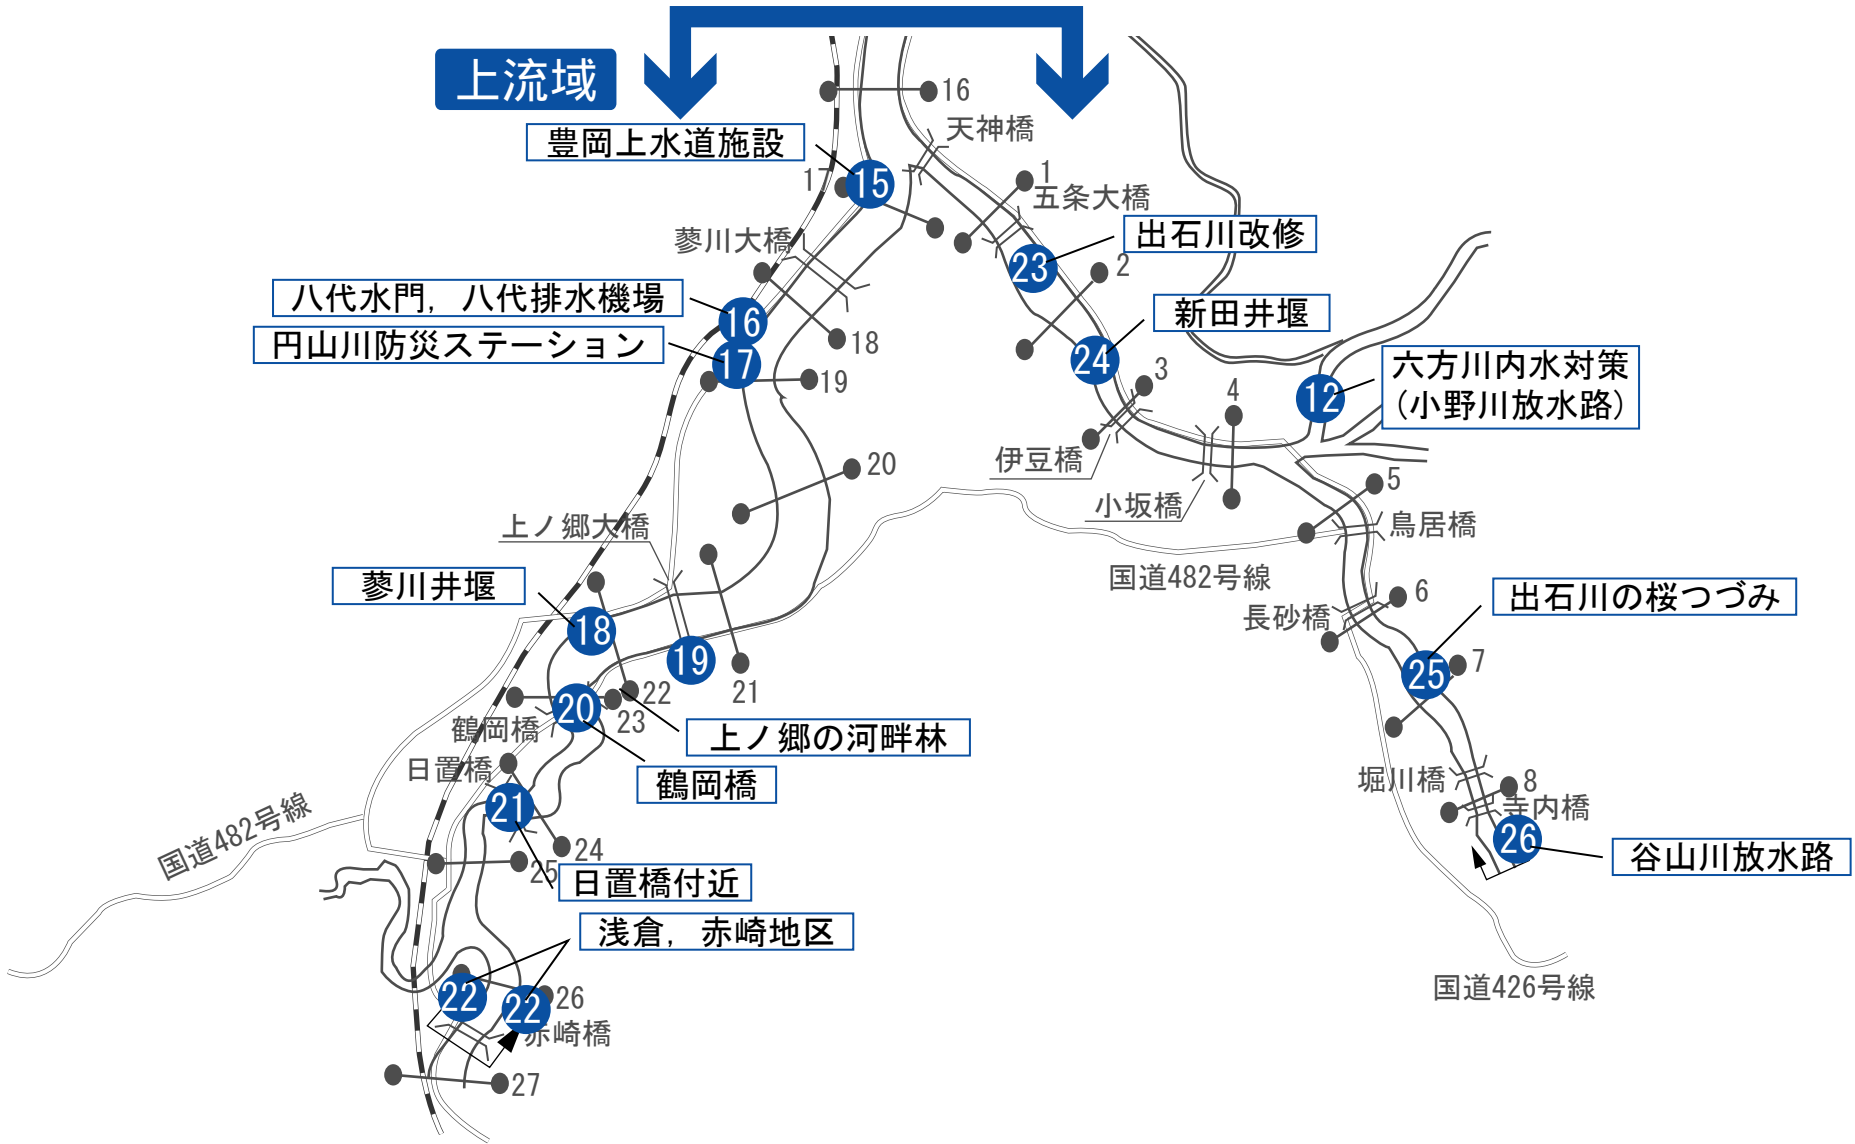 上流域
16
天神橋
豊岡上水道施設
1
17
15
五条大橋
出石川改修
蓼川大橋
23
2
八代水門，八代排水機場
16
新田井堰
円山川防災ステーション
17
18
24
六方川内水対策
(小野川放水路)
12
3
19
4
伊豆橋
20
小坂橋
5
鳥居橋
上ノ郷大橋
国道482号線
蓼川井堰
出石川の桜つづみ
6
長砂橋
18
19
7
25
21
22
20
23
鶴岡橋
上ノ郷の河畔林
日置橋
鶴岡橋
堀川橋
8
寺内橋
21
国道482号線
24
26
谷山川放水路
25
日置橋付近
浅倉，赤崎地区
22
22
26
国道426号線
赤崎橋
27